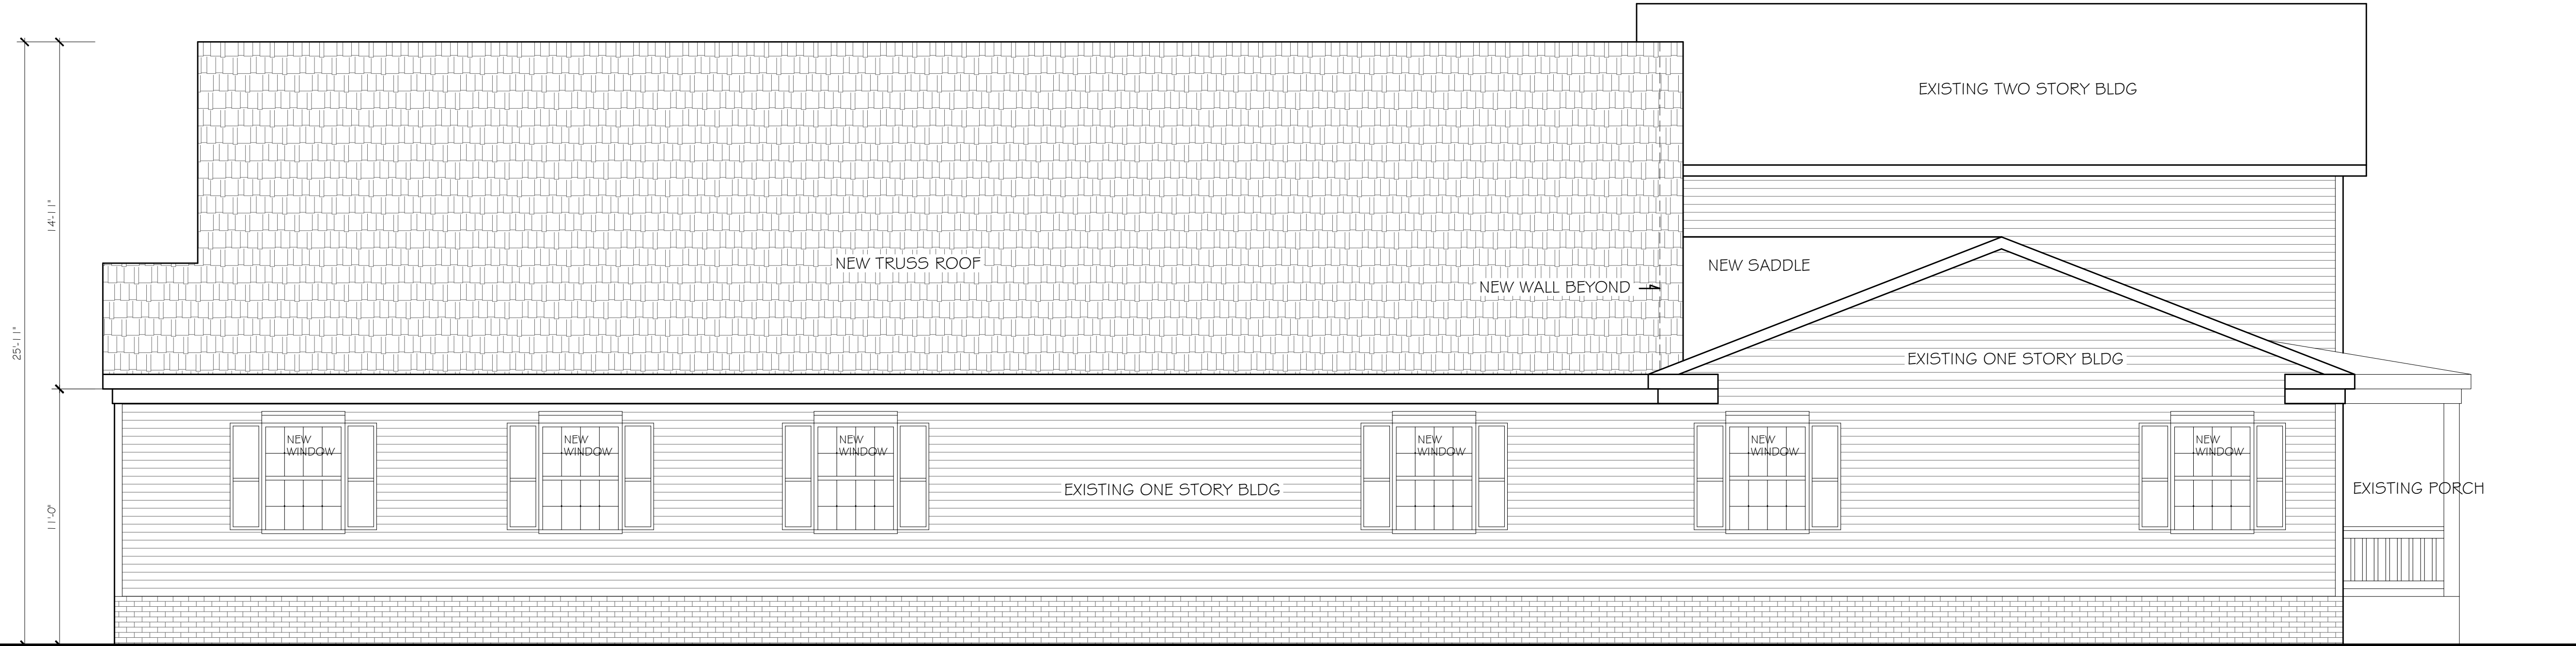 EXISTING TWO STORY BLDG
14'-11"
NEW TRUSS ROOF
NEW SADDLE
NEW WALL BEYOND
25'-11"
EXISTING ONE STORY BLDG
NEW
WINDOW
NEW
WINDOW
NEW
WINDOW
NEW
WINDOW
NEW
WINDOW
NEW
WINDOW
EXISTING ONE STORY BLDG
EXISTING PORCH
11'-0"